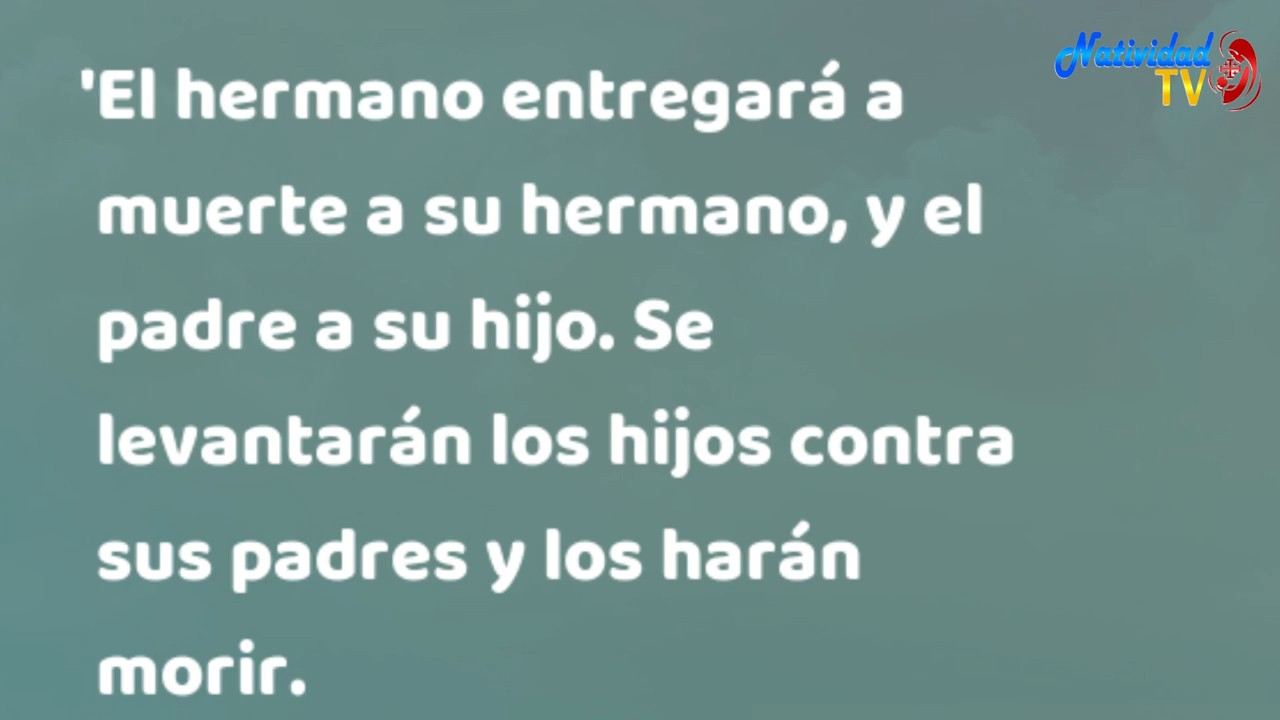 Natividad
TV
'El hermano entregará a
muerte a su hermano, y el
padre a su hijo. Se
levantarán los hijos contra
sus padres y los harán
morir.